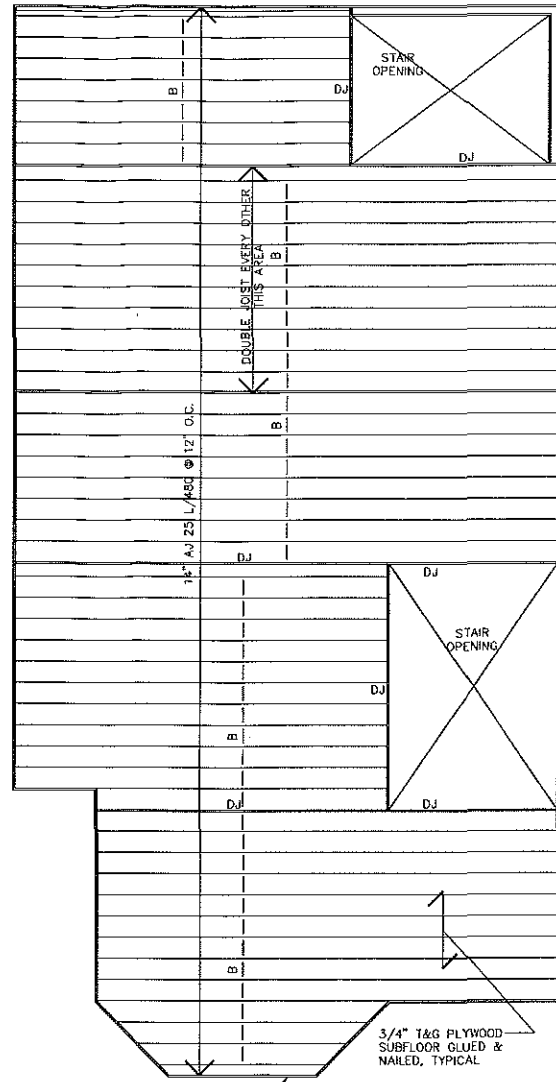 STAIR
OPENING
B
DJ
DJ
DOUBLE JOIST EVERY OTHER
THIS AREA
B
B
14" AJ 25 L/480 @ 12" O.C.
DJ
DJ
STAIR
OPENING
DJ
B
DJ
DJ
B
3/4" T&G PLYWOOD
SUBFLOOR GLUED &
NAILED, TYPICAL